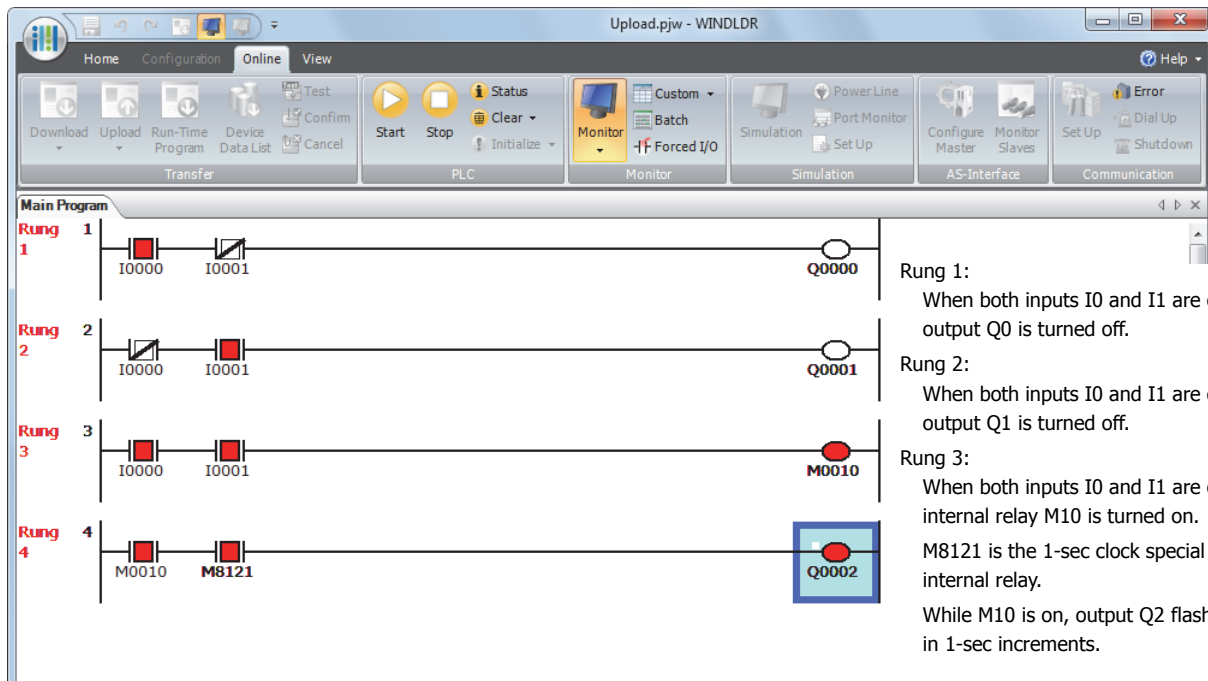 Upload.pjw - WINDLDR
Home Configuration Online View Help
Download Upload Run-Time Program Device Data List Test Confirm Cancel
Transfer
Start Stop Status Clear Initialize
PLC
Monitor Custom Batch Forced I/O
Monitor
Simulation Power Line Port Monitor Set Up
Simulation
Configure Master Monitor Slaves
AS-Interface
Set Up Error Dial Up Shutdown
Communication
Main Program
Rung 1
1
I0000 I0001 Q0000
Rung 2
2
I0000 I0001 Q0001
Rung 3
3
I0000 I0001 M0010
Rung 4
4
M0010 M8121 Q0002
Rung 1:
When both inputs I0 and I1 are
output Q0 is turned off.
Rung 2:
When both inputs I0 and I1 are
output Q1 is turned off.
Rung 3:
When both inputs I0 and I1 are
internal relay M10 is turned on.
M8121 is the 1-sec clock special
internal relay.
While M10 is on, output Q2 flash
in 1-sec increments.